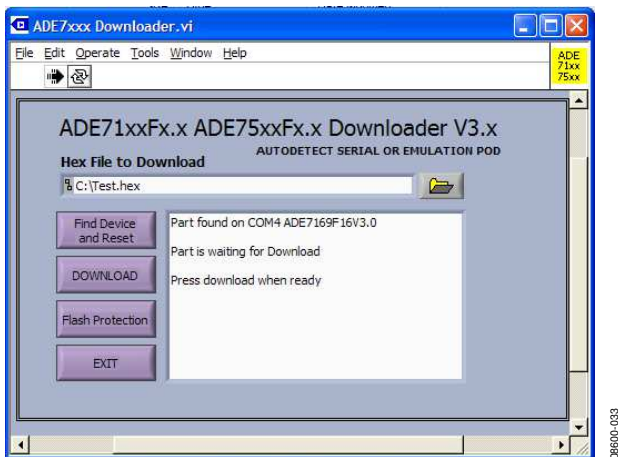 ADE7xxx Downloader.vi
File Edit Operate Tools Window Help
ADE
71xx
75xx
ADE71xxFx.x ADE75xxFx.x Downloader V3.x
AUTODETECT SERIAL OR EMULATION POD
Hex File to Download
C:\Test.hex
Find Device
and Reset
Part found on COM4 ADE7169F16V3.0
Part is waiting for Download
DOWNLOAD
Press download when ready
Flash Protection
EXIT
08600-033